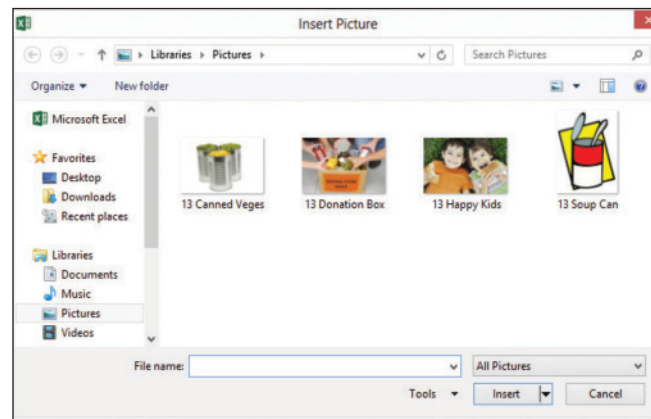 Insert Picture
Libraries Pictures
Search Pictures
Organize New folder
Microsoft Excel
Favorites
Desktop
Downloads
Recent places
Libraries
Documents
Music
Pictures
Videos
13 Canned Veges 13 Donation Box 13 Happy Kids 13 Soup Can
File name: All Pictures
Tools Insert Cancel